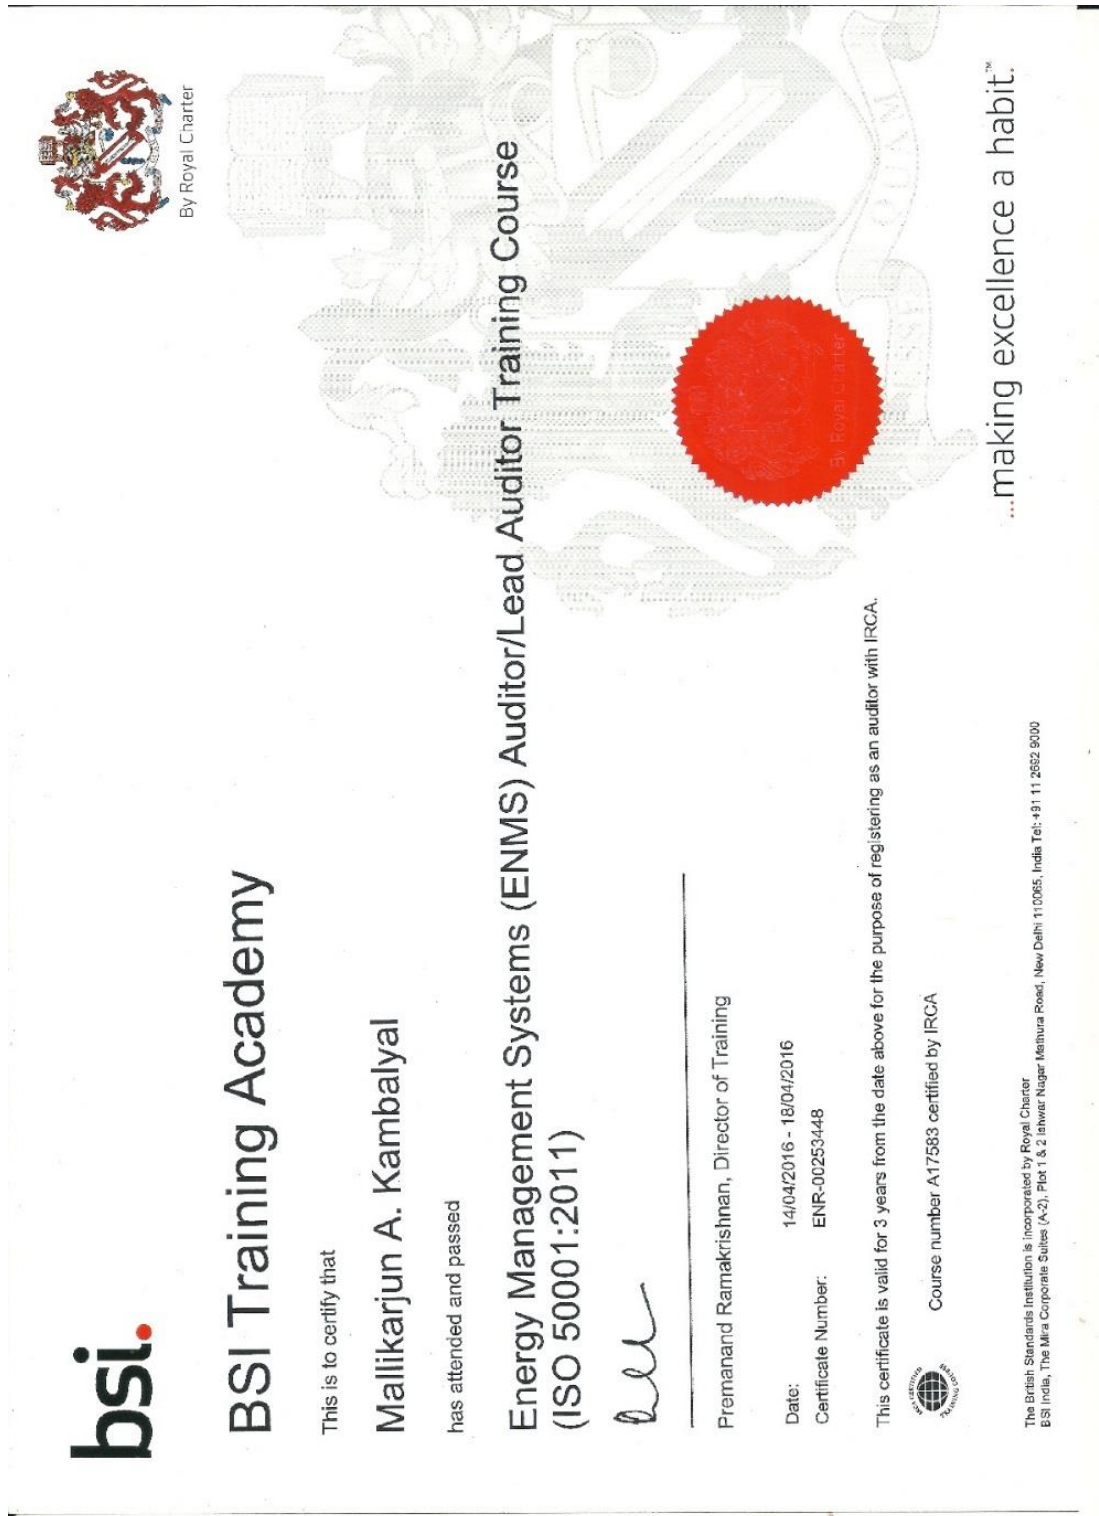 bsi.
By Royal Charter
BSI Training Academy
This is to certify that
Mallikarjun A. Kambalyal
has attended and passed
Energy Management Systems (ENMS) Auditor/Lead Auditor Training Course
(ISO 50001:2011)
Premanand Ramakrishnan, Director of Training
Date: 14/04/2016 - 18/04/2016
Certificate Number: ENR-00253448
This certificate is valid for 3 years from the date above for the purpose of registering as an auditor with IRCA.
Course number A17583 certified by IRCA
By Royal Charter
...making excellence a habit.™
The British Standards Institution is incorporated by Royal Charter
BSI India, The Mira Corporate Suites (A-2), Plot 1 & 2 Ishwar Nagar Mathura Road, New Delhi 110065, India Tel: +91 11 2692 9000